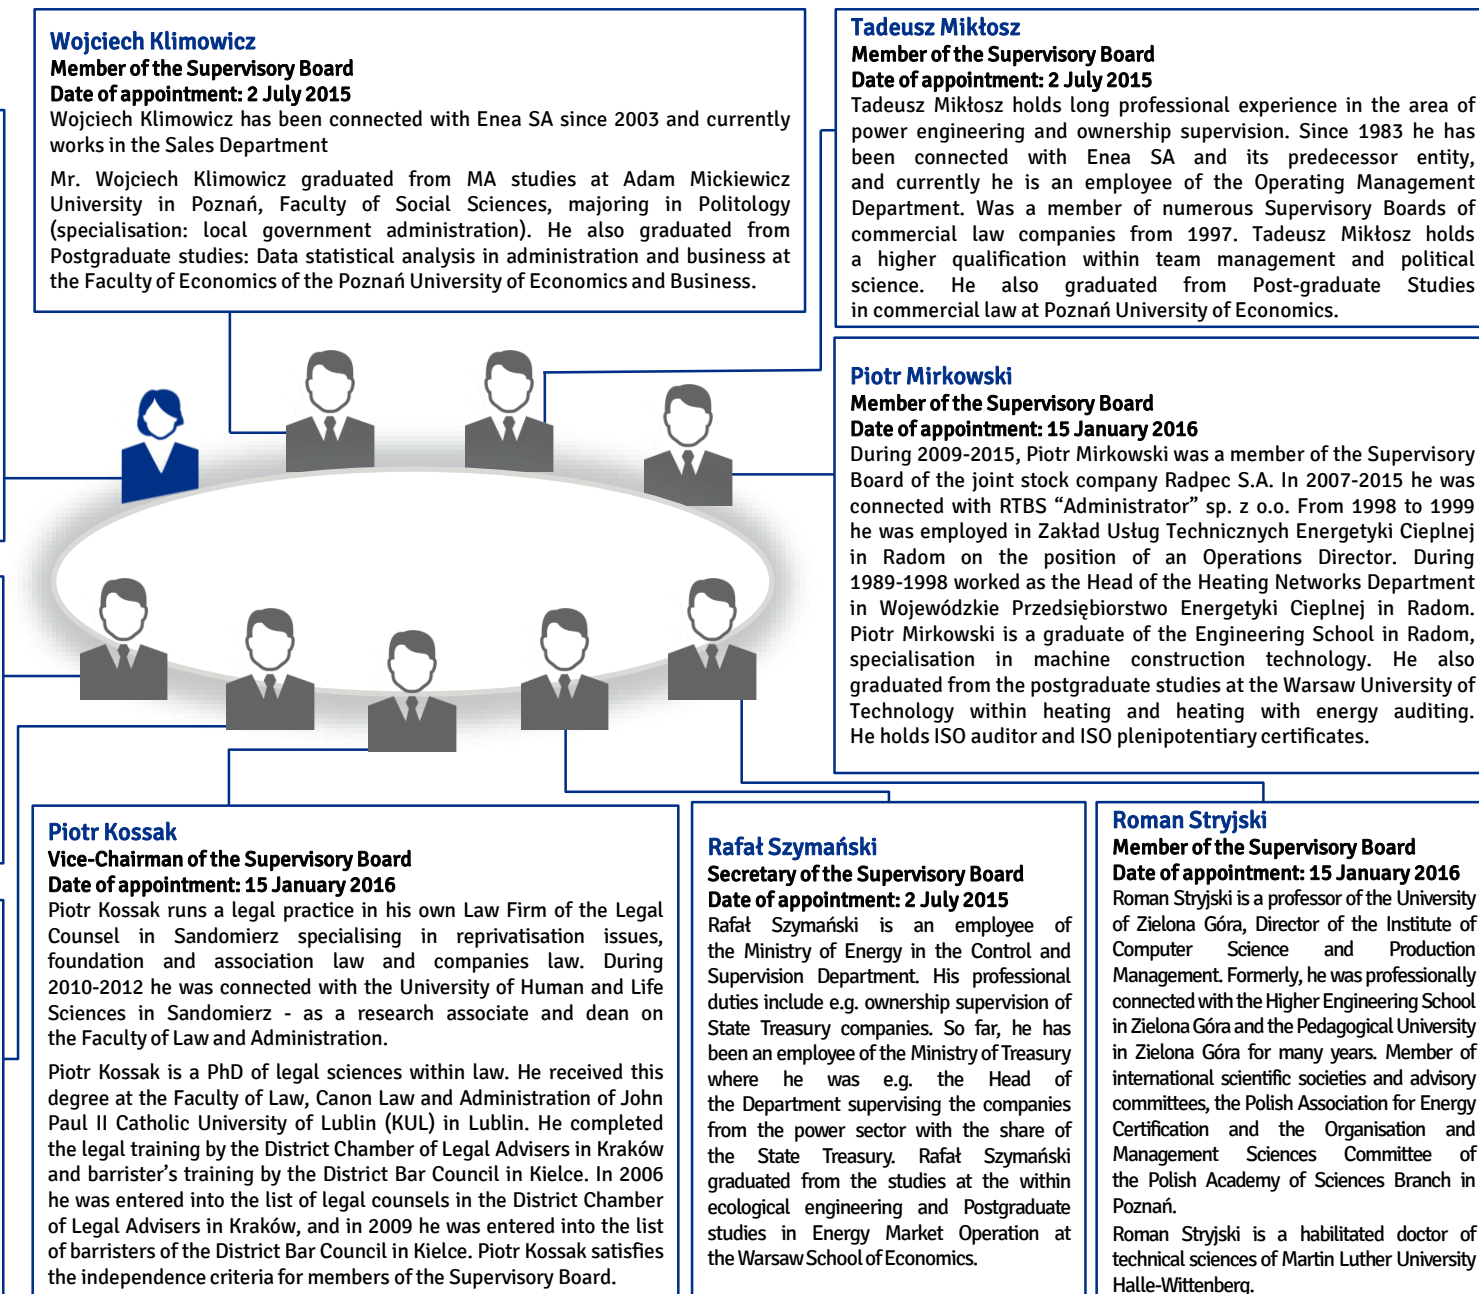 Wojciech Klimowicz
Member of the Supervisory Board
Date of appointment: 2 July 2015
Wojciech Klimowicz has been connected with Enea SA since 2003 and currently
works in the Sales Department
Mr. Wojciech Klimowicz graduated from MA studies at Adam Mickiewicz
University in Poznań, Faculty of Social Sciences, majoring in Politology
(specialisation: local government administration). He also graduated from
Postgraduate studies: Data statistical analysis in administration and business at
the Faculty of Economics of the Poznań University of Economics and Business.
Tadeusz Mikłosz
Member of the Supervisory Board
Date of appointment: 2 July 2015
Tadeusz Mikłosz holds long professional experience in the area of
power engineering and ownership supervision. Since 1983 he has
been connected with Enea SA and its predecessor entity,
and currently he is an employee of the Operating Management
Department. Was a member of numerous Supervisory Boards of
commercial law companies from 1997. Tadeusz Mikłosz holds
a higher qualification within team management and political
science. He also graduated from Post-graduate Studies
in commercial law at Poznań University of Economics.
Piotr Mirkowski
Member of the Supervisory Board
Date of appointment: 15 January 2016
During 2009-2015, Piotr Mirkowski was a member of the Supervisory
Board of the joint stock company Radpec S.A. In 2007-2015 he was
connected with RTBS “Administrator” sp. z o.o. From 1998 to 1999
he was employed in Zakład Usług Technicznych Energetyki Cieplnej
in Radom on the position of an Operations Director. During
1989-1998 worked as the Head of the Heating Networks Department
in Wojewódzkie Przedsiębiorstwo Energetyki Cieplnej in Radom.
Piotr Mirkowski is a graduate of the Engineering School in Radom,
specialisation in machine construction technology. He also
graduated from the postgraduate studies at the Warsaw University of
Technology within heating and heating with energy auditing.
He holds ISO auditor and ISO plenipotentiary certificates.
Piotr Kossak
Vice-Chairman of the Supervisory Board
Date of appointment: 15 January 2016
Piotr Kossak runs a legal practice in his own Law Firm of the Legal
Counsel in Sandomierz specialising in reprivatisation issues,
foundation and association law and companies law. During
2010-2012 he was connected with the University of Human and Life
Sciences in Sandomierz - as a research associate and dean on
the Faculty of Law and Administration.
Piotr Kossak is a PhD of legal sciences within law. He received this
degree at the Faculty of Law, Canon Law and Administration of John
Paul II Catholic University of Lublin (KUL) in Lublin. He completed
the legal training by the District Chamber of Legal Advisers in Kraków
and barrister’s training by the District Bar Council in Kielce. In 2006
he was entered into the list of legal counsels in the District Chamber
of Legal Advisers in Kraków, and in 2009 he was entered into the list
of barristers of the District Bar Council in Kielce. Piotr Kossak satisfies
the independence criteria for members of the Supervisory Board.
Rafał Szymański
Secretary of the Supervisory Board
Date of appointment: 2 July 2015
Rafał Szymański is an employee of
the Ministry of Energy in the Control and
Supervision Department. His professional
duties include e.g. ownership supervision of
State Treasury companies. So far, he has
been an employee of the Ministry of Treasury
where he was e.g. the Head of
the Department supervising the companies
from the power sector with the share of
the State Treasury. Rafał Szymański
graduated from the studies at the within
ecological engineering and Postgraduate
studies in Energy Market Operation at
the Warsaw School of Economics.
Roman Stryjski
Member of the Supervisory Board
Date of appointment: 15 January 2016
Roman Stryjski is a professor of the University
of Zielona Góra, Director of the Institute of
Computer Science and Production
Management. Formerly, he was professionally
connected with the Higher Engineering School
in Zielona Góra and the Pedagogical University
in Zielona Góra for many years. Member of
international scientific societies and advisory
committees, the Polish Association for Energy
Certification and the Organisation and
Management Sciences Committee of
the Polish Academy of Sciences Branch in
Poznań.
Roman Stryjski is a habilitated doctor of
technical sciences of Martin Luther University
Halle-Wittenberg.